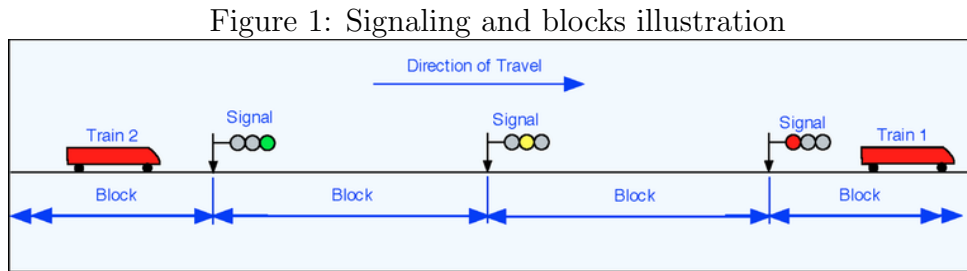 Figure 1: Signaling and blocks illustration
Direction of Travel
Signal
Signal
Signal
Train 2
Train 1
Block
Block
Block
Block